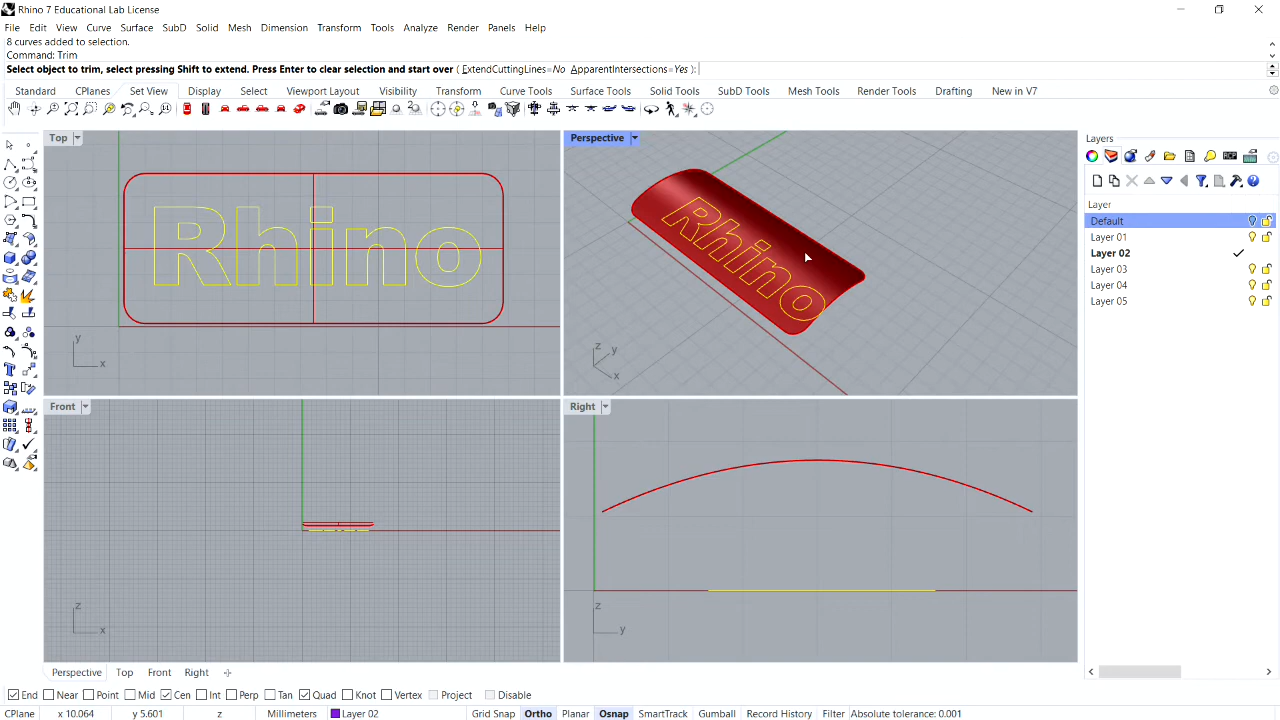 Rhino 7 Educational Lab License
File Edit View Curve Surface SubD Solid Mesh Dimension Transform Tools Analyze Render Panels Help
8 curves added to selection.
Command: Trim
Select object to trim, select pressing Shift to extend. Press Enter to clear selection and start over ( ExtendCuttingLines=No ApparentIntersections=Yes ):
Standard CPlanes Set View Display Select Viewport Layout Visibility Transform Curve Tools Surface Tools Solid Tools SubD Tools Mesh Tools Render Tools Drafting New in V7
Top
Rhino
y
x
Perspective
Rhino
z
y
x
Front
z
x
Right
z
y
Layers
Layer
Default
Layer 01
Layer 02
Layer 03
Layer 04
Layer 05
Perspective Top Front Right
End Near Point Mid Cen Int Perp Tan Quad Knot Vertex Project Disable
CPlane x 10.064 y 5.601 z Millimeters Layer 02 Grid Snap Ortho Planar Osnap SmartTrack Gumball Record History Filter Absolute tolerance: 0.001